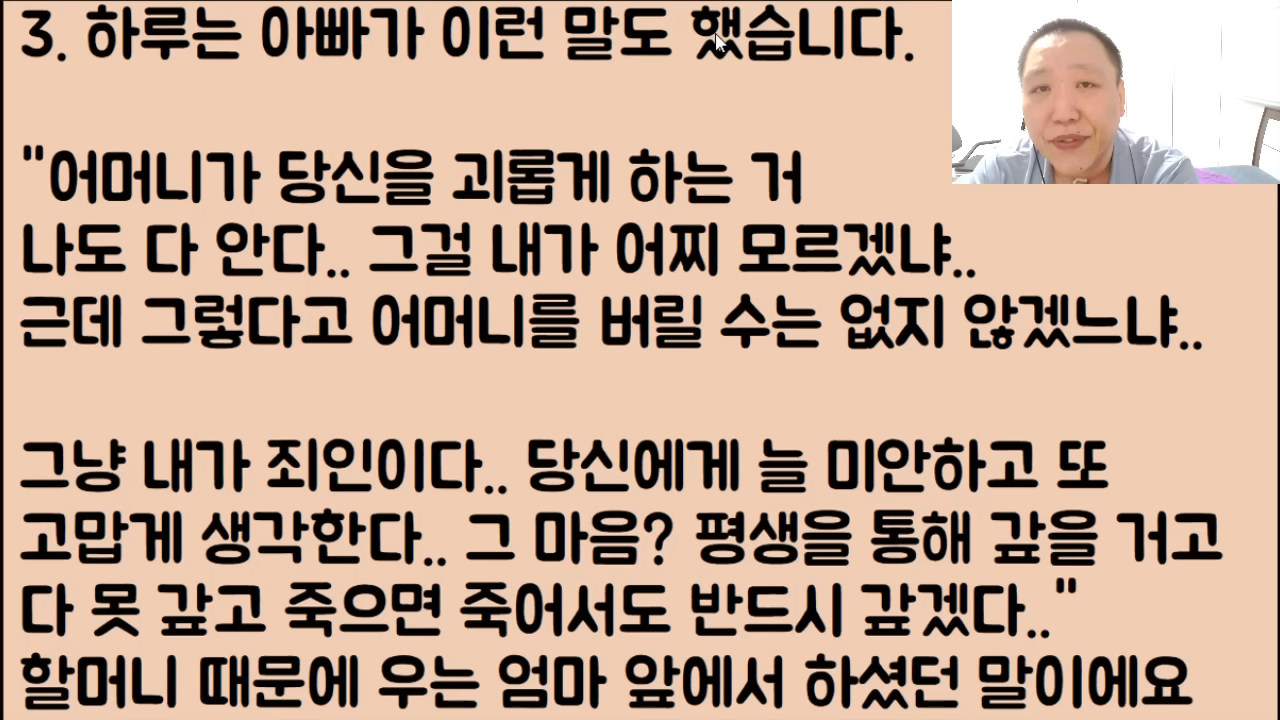 3. 하루는 아빠가 이런 말도 했습니다.
"어머니가 당신을 괴롭게 하는 거
나도 다 안다.. 그걸 내가 어찌 모르겠냐..
근데 그렇다고 어머니를 버릴 수는 없지 않겠느냐..
그냥 내가 죄인이다.. 당신에게 늘 미안하고 또
고맙게 생각한다.. 그 마음? 평생을 통해 갚을 거고
다 못 갚고 죽으면 죽어서도 반드시 갚겠다.."
할머니 때문에 우는 엄마 앞에서 하셨던 말이에요